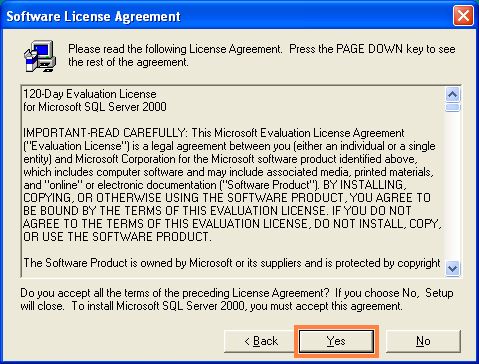 Software License Agreement
Please read the following License Agreement. Press the PAGE DOWN key to see
the rest of the agreement.
120-Day Evaluation License
for Microsoft SQL Server 2000
IMPORTANT-READ CAREFULLY: This Microsoft Evaluation License Agreement
("Evaluation License") is a legal agreement between you (either an individual or a single
entity) and Microsoft Corporation for the Microsoft software product identified above,
which includes computer software and may include associated media, printed materials,
and "online" or electronic documentation ("Software Product"). BY INSTALLING,
COPYING, OR OTHERWISE USING THE SOFTWARE PRODUCT, YOU AGREE TO
BE BOUND BY THE TERMS OF THIS EVALUATION LICENSE. IF YOU DO NOT
AGREE TO THE TERMS OF THIS EVALUATION LICENSE, DO NOT INSTALL, COPY,
OR USE THE SOFTWARE PRODUCT.
The Software Product is owned by Microsoft or its suppliers and is protected by copyright
Do you accept all the terms of the preceding License Agreement? If you choose No, Setup
will close. To install Microsoft SQL Server 2000, you must accept this agreement.
< Back Yes No